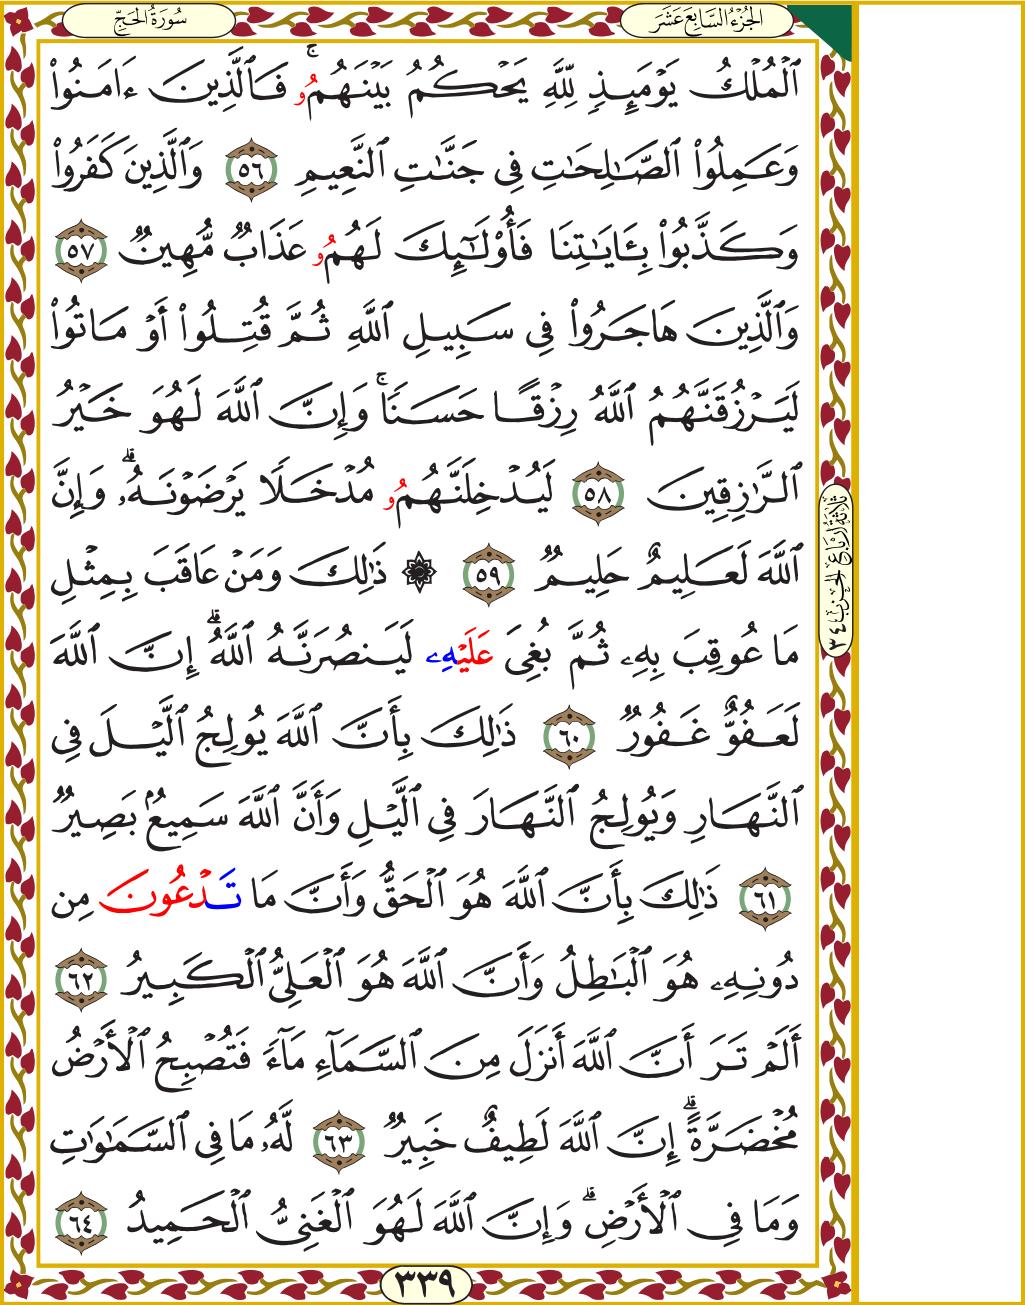 سُورَةُ الحَجِّ
الجُزْءُ السَّابِعَ عَشَرَ
ٱلۡمُلۡكُ يَوۡمَئِذٖ لِّلَّهِ يَحۡكُمُ بَيۡنَهُمُۥۚ فَٱلَّذِينَ ءَامَنُواْ
وَعَمِلُواْ ٱلصَّٰلِحَٰتِ فِي جَنَّٰتِ ٱلنَّعِيمِ ٥٦ وَٱلَّذِينَ كَفَرُواْ
وَكَذَّبُواْ بِـَٔايَٰتِنَا فَأُوْلَٰٓئِكَ لَهُمُۥ عَذَابٞ مُّهِينٞ ٥٧
وَٱلَّذِينَ هَاجَرُواْ فِي سَبِيلِ ٱللَّهِ ثُمَّ قُتِلُوٓاْ أَوۡ مَاتُواْ
لَيَرۡزُقَنَّهُمُ ٱللَّهُ رِزۡقًا حَسَنٗاۚ وَإِنَّ ٱللَّهَ لَهُوَ خَيۡرُ
ٱلرَّٰزِقِينَ ٥٨ لَيُدۡخِلَنَّهُمُۥ مُدۡخَلٗا يَرۡضَوۡنَهُۥۗ وَإِنَّ
ٱللَّهَ لَعَلِيمٌ حَلِيمٞ ٥٩ ۞ ذَٰلِكَ وَمَنۡ عَاقَبَ بِمِثۡلِ
مَا عُوقِبَ بِهِۦ ثُمَّ بُغِيَ عَلَيۡهِۦ لَيَنصُرَنَّهُ ٱللَّهُۗ إِنَّ ٱللَّهَ
لَعَفُوٌّ غَفُورٞ ٦٠ ذَٰلِكَ بِأَنَّ ٱللَّهَ يُولِجُ ٱلَّيۡلَ فِي
ٱلنَّهَارِ وَيُولِجُ ٱلنَّهَارَ فِي ٱلَّيۡلِ وَأَنَّ ٱللَّهَ سَمِيعُۢ بَصِيرٞ
٦١ ذَٰلِكَ بِأَنَّ ٱللَّهَ هُوَ ٱلۡحَقُّ وَأَنَّ مَا تَدۡعُونَ مِن
دُونِهِۦ هُوَ ٱلۡبَٰطِلُ وَأَنَّ ٱللَّهَ هُوَ ٱلۡعَلِيُّ ٱلۡكَبِيرُ ٦٢
أَلَمۡ تَرَ أَنَّ ٱللَّهَ أَنزَلَ مِنَ ٱلسَّمَآءِ مَآءٗ فَتُصۡبِحُ ٱلۡأَرۡضُ
مُخۡضَرَّةًۗ إِنَّ ٱللَّهَ لَطِيفٌ خَبِيرٞ ٦٣ لَّهُۥ مَا فِي ٱلسَّمَٰوَٰتِ
وَمَا فِي ٱلۡأَرۡضِۗ وَإِنَّ ٱللَّهَ لَهُوَ ٱلۡغَنِيُّ ٱلۡحَمِيدُ ٦٤
ثَلَاثَةُ أَرْبَاعِ الحِزْبِ ٣٤
٣٣٩